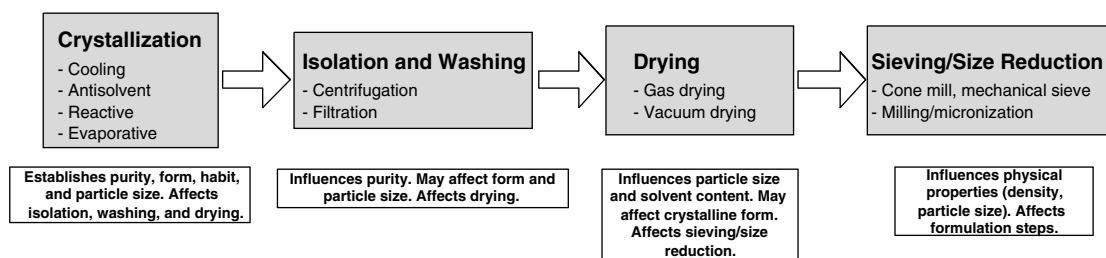 Crystallization
- Cooling
- Antisolvent
- Reactive
- Evaporative
Isolation and Washing
- Centrifugation
- Filtration
Drying
- Gas drying
- Vacuum drying
Sieving/Size Reduction
- Cone mill, mechanical sieve
- Milling/micronization
Establishes purity, form, habit,
and particle size. Affects
isolation, washing, and drying.
Influences purity. May affect form and
particle size. Affects drying.
Influences particle size
and solvent content. May
affect crystalline form.
Affects sieving/size
reduction.
Influences physical
properties (density,
particle size). Affects
formulation steps.